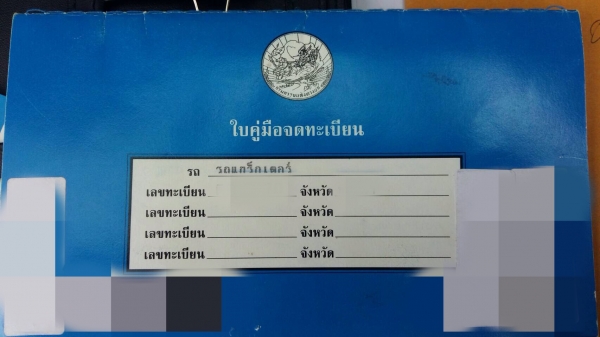 ใบคู่มือจดทะเบียน
รถ รถแทร็กเตอร์
เลขทะเบียน จังหวัด
เลขทะเบียน จังหวัด
เลขทะเบียน จังหวัด
เลขทะเบียน จังหวัด